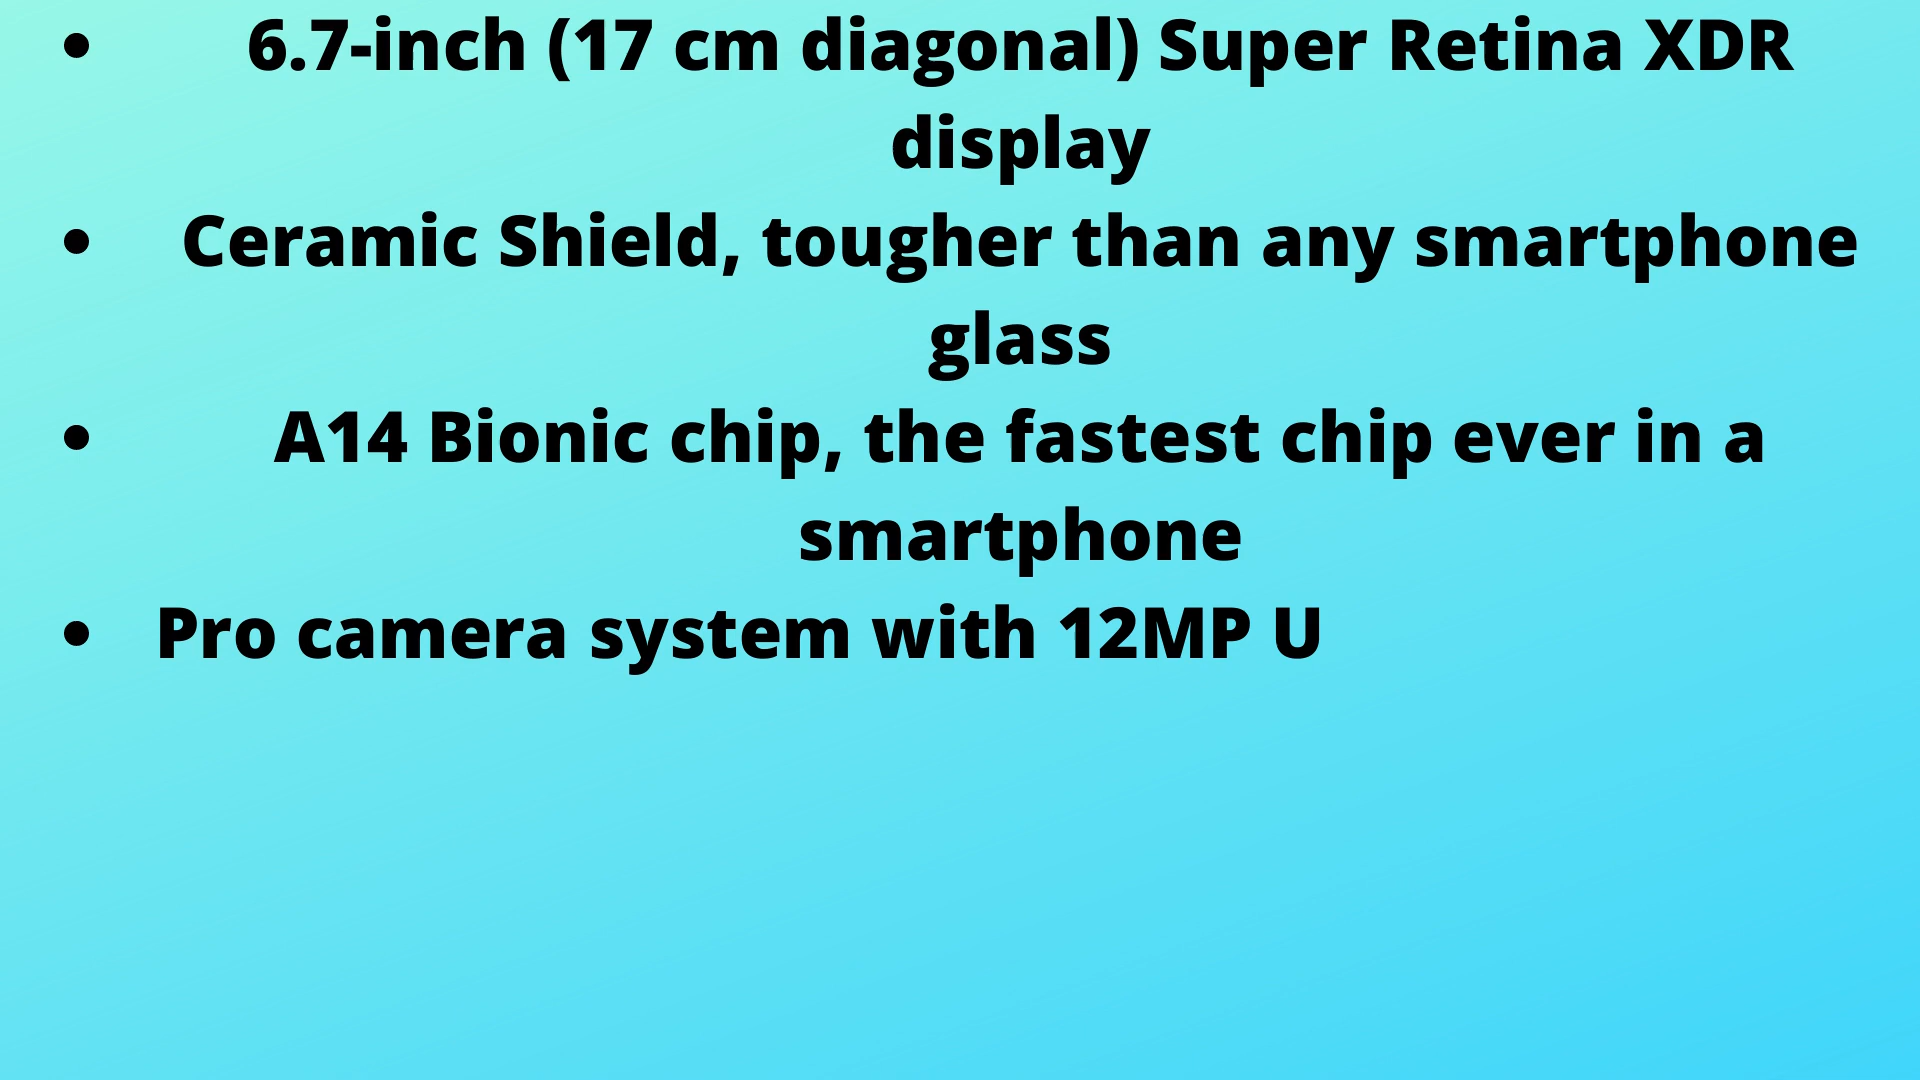 • 6.7-inch (17 cm diagonal) Super Retina XDR
display
• Ceramic Shield, tougher than any smartphone
glass
• A14 Bionic chip, the fastest chip ever in a
smartphone
• Pro camera system with 12MP U